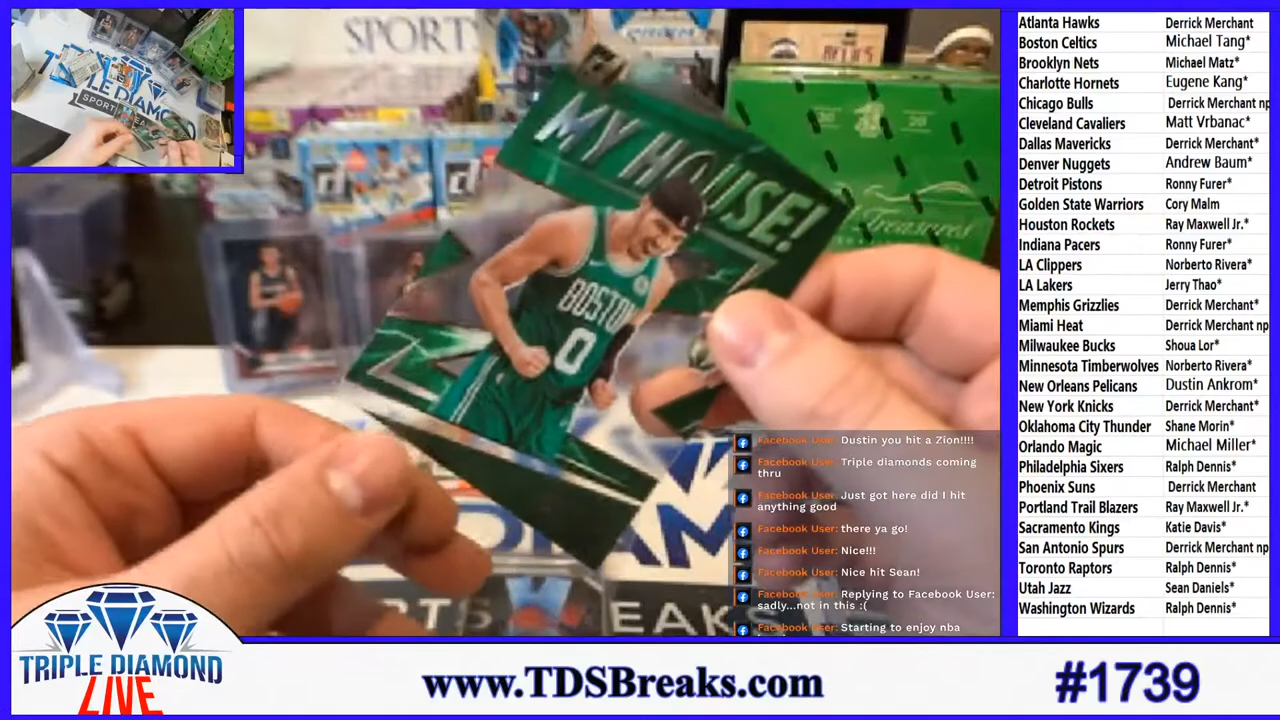 SPORT
MY HOUSE!
BOSTON
0
Treasures
Facebook User: Dustin you hit a Zion!!!!
Facebook User: Triple diamonds coming
thru
Facebook User: Just got here did I hit
anything good
Facebook User: there ya go!
Facebook User: Nice!!!
Facebook User: Nice hit Sean!
Facebook User: Replying to Facebook User:
sadly...not in this :(
Facebook User: Starting to enjoy nba
Atlanta Hawks Derrick Merchant
Boston Celtics Michael Tang*
Brooklyn Nets Michael Matz*
Charlotte Hornets Eugene Kang*
Chicago Bulls Derrick Merchant np
Cleveland Cavaliers Matt Vrbanac*
Dallas Mavericks Derrick Merchant*
Denver Nuggets Andrew Baum*
Detroit Pistons Ronny Furer*
Golden State Warriors Cory Malm
Houston Rockets Ray Maxwell Jr.*
Indiana Pacers Ronny Furer*
LA Clippers Norberto Rivera*
LA Lakers Jerry Thao*
Memphis Grizzlies Derrick Merchant*
Miami Heat Derrick Merchant np
Milwaukee Bucks Shoua Lor*
Minnesota Timberwolves Norberto Rivera*
New Orleans Pelicans Dustin Ankrom*
New York Knicks Derrick Merchant*
Oklahoma City Thunder Shane Morin*
Orlando Magic Michael Miller*
Philadelphia Sixers Ralph Dennis*
Phoenix Suns Derrick Merchant
Portland Trail Blazers Ray Maxwell Jr.*
Sacramento Kings Katie Davis*
San Antonio Spurs Derrick Merchant np
Toronto Raptors Ralph Dennis*
Utah Jazz Sean Daniels*
Washington Wizards Ralph Dennis*
TRIPLE DIAMOND
LIVE
www.TDSBreaks.com
#1739